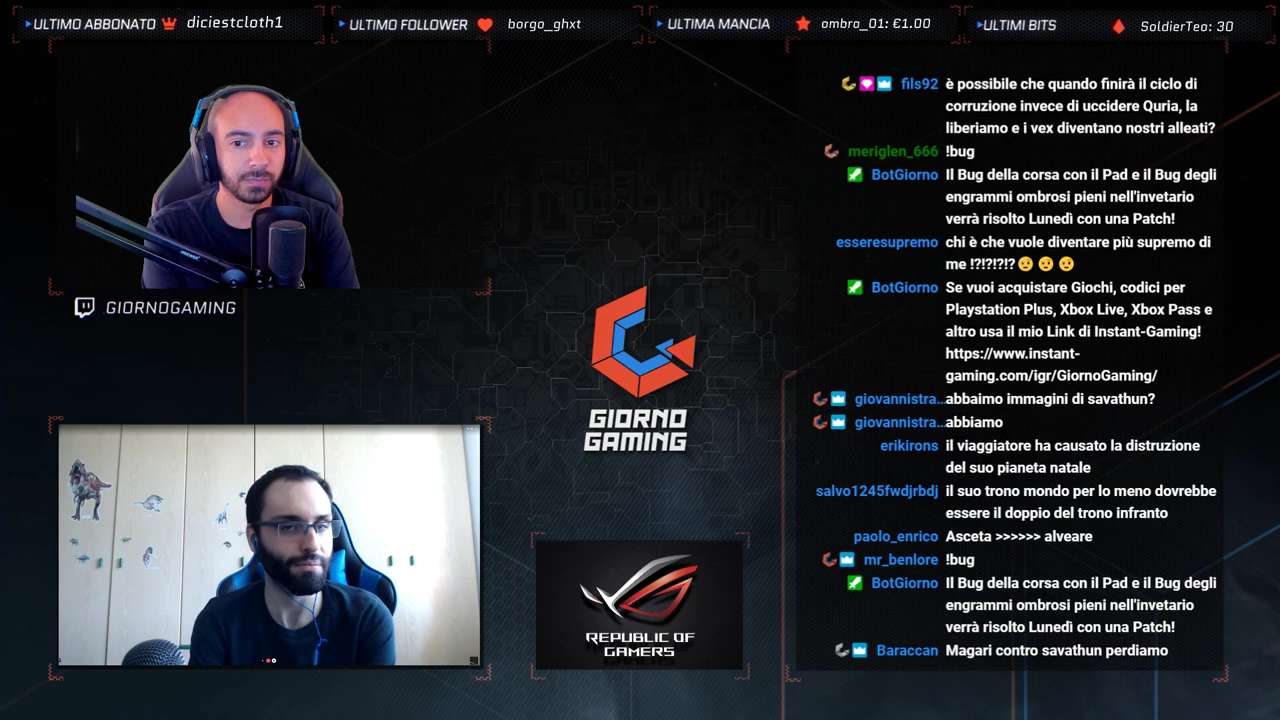 ULTIMO ABBONATO diciestcloth1
ULTIMO FOLLOWER borgo_ghxt
ULTIMA MANCIA ombra_01: €1.00
ULTIMI BITS SoldierTea: 30
GIORNOGAMING
GIORNO
GAMING
REPUBLIC OF
GAMERS
fils92 è possibile che quando finirà il ciclo di
corruzione invece di uccidere Quria, la
liberiamo e i vex diventano nostri alleati?
meriglen_666 !bug
BotGiorno Il Bug della corsa con il Pad e il Bug degli
engrammi ombrosi pieni nell'invetario
verrà risolto Lunedì con una Patch!
esseresupremo chi è che vuole diventare più supremo di
me !?!?!?!? 😟 😟 😟
BotGiorno Se vuoi acquistare Giochi, codici per
Playstation Plus, Xbox Live, Xbox Pass e
altro usa il mio Link di Instant-Gaming!
https://www.instant-
gaming.com/igr/GiornoGaming/
giovannistra... abbaimo immagini di savathun?
giovannistra... abbiamo
erikirons il viaggiatore ha causato la distruzione
del suo pianeta natale
salvo1245fwdjrbdj il suo trono mondo per lo meno dovrebbe
essere il doppio del trono infranto
paolo_enrico Asceta >>>>>> alveare
mr_benlore !bug
BotGiorno Il Bug della corsa con il Pad e il Bug degli
engrammi ombrosi pieni nell'invetario
verrà risolto Lunedì con una Patch!
Baraccan Magari contro savathun perdiamo